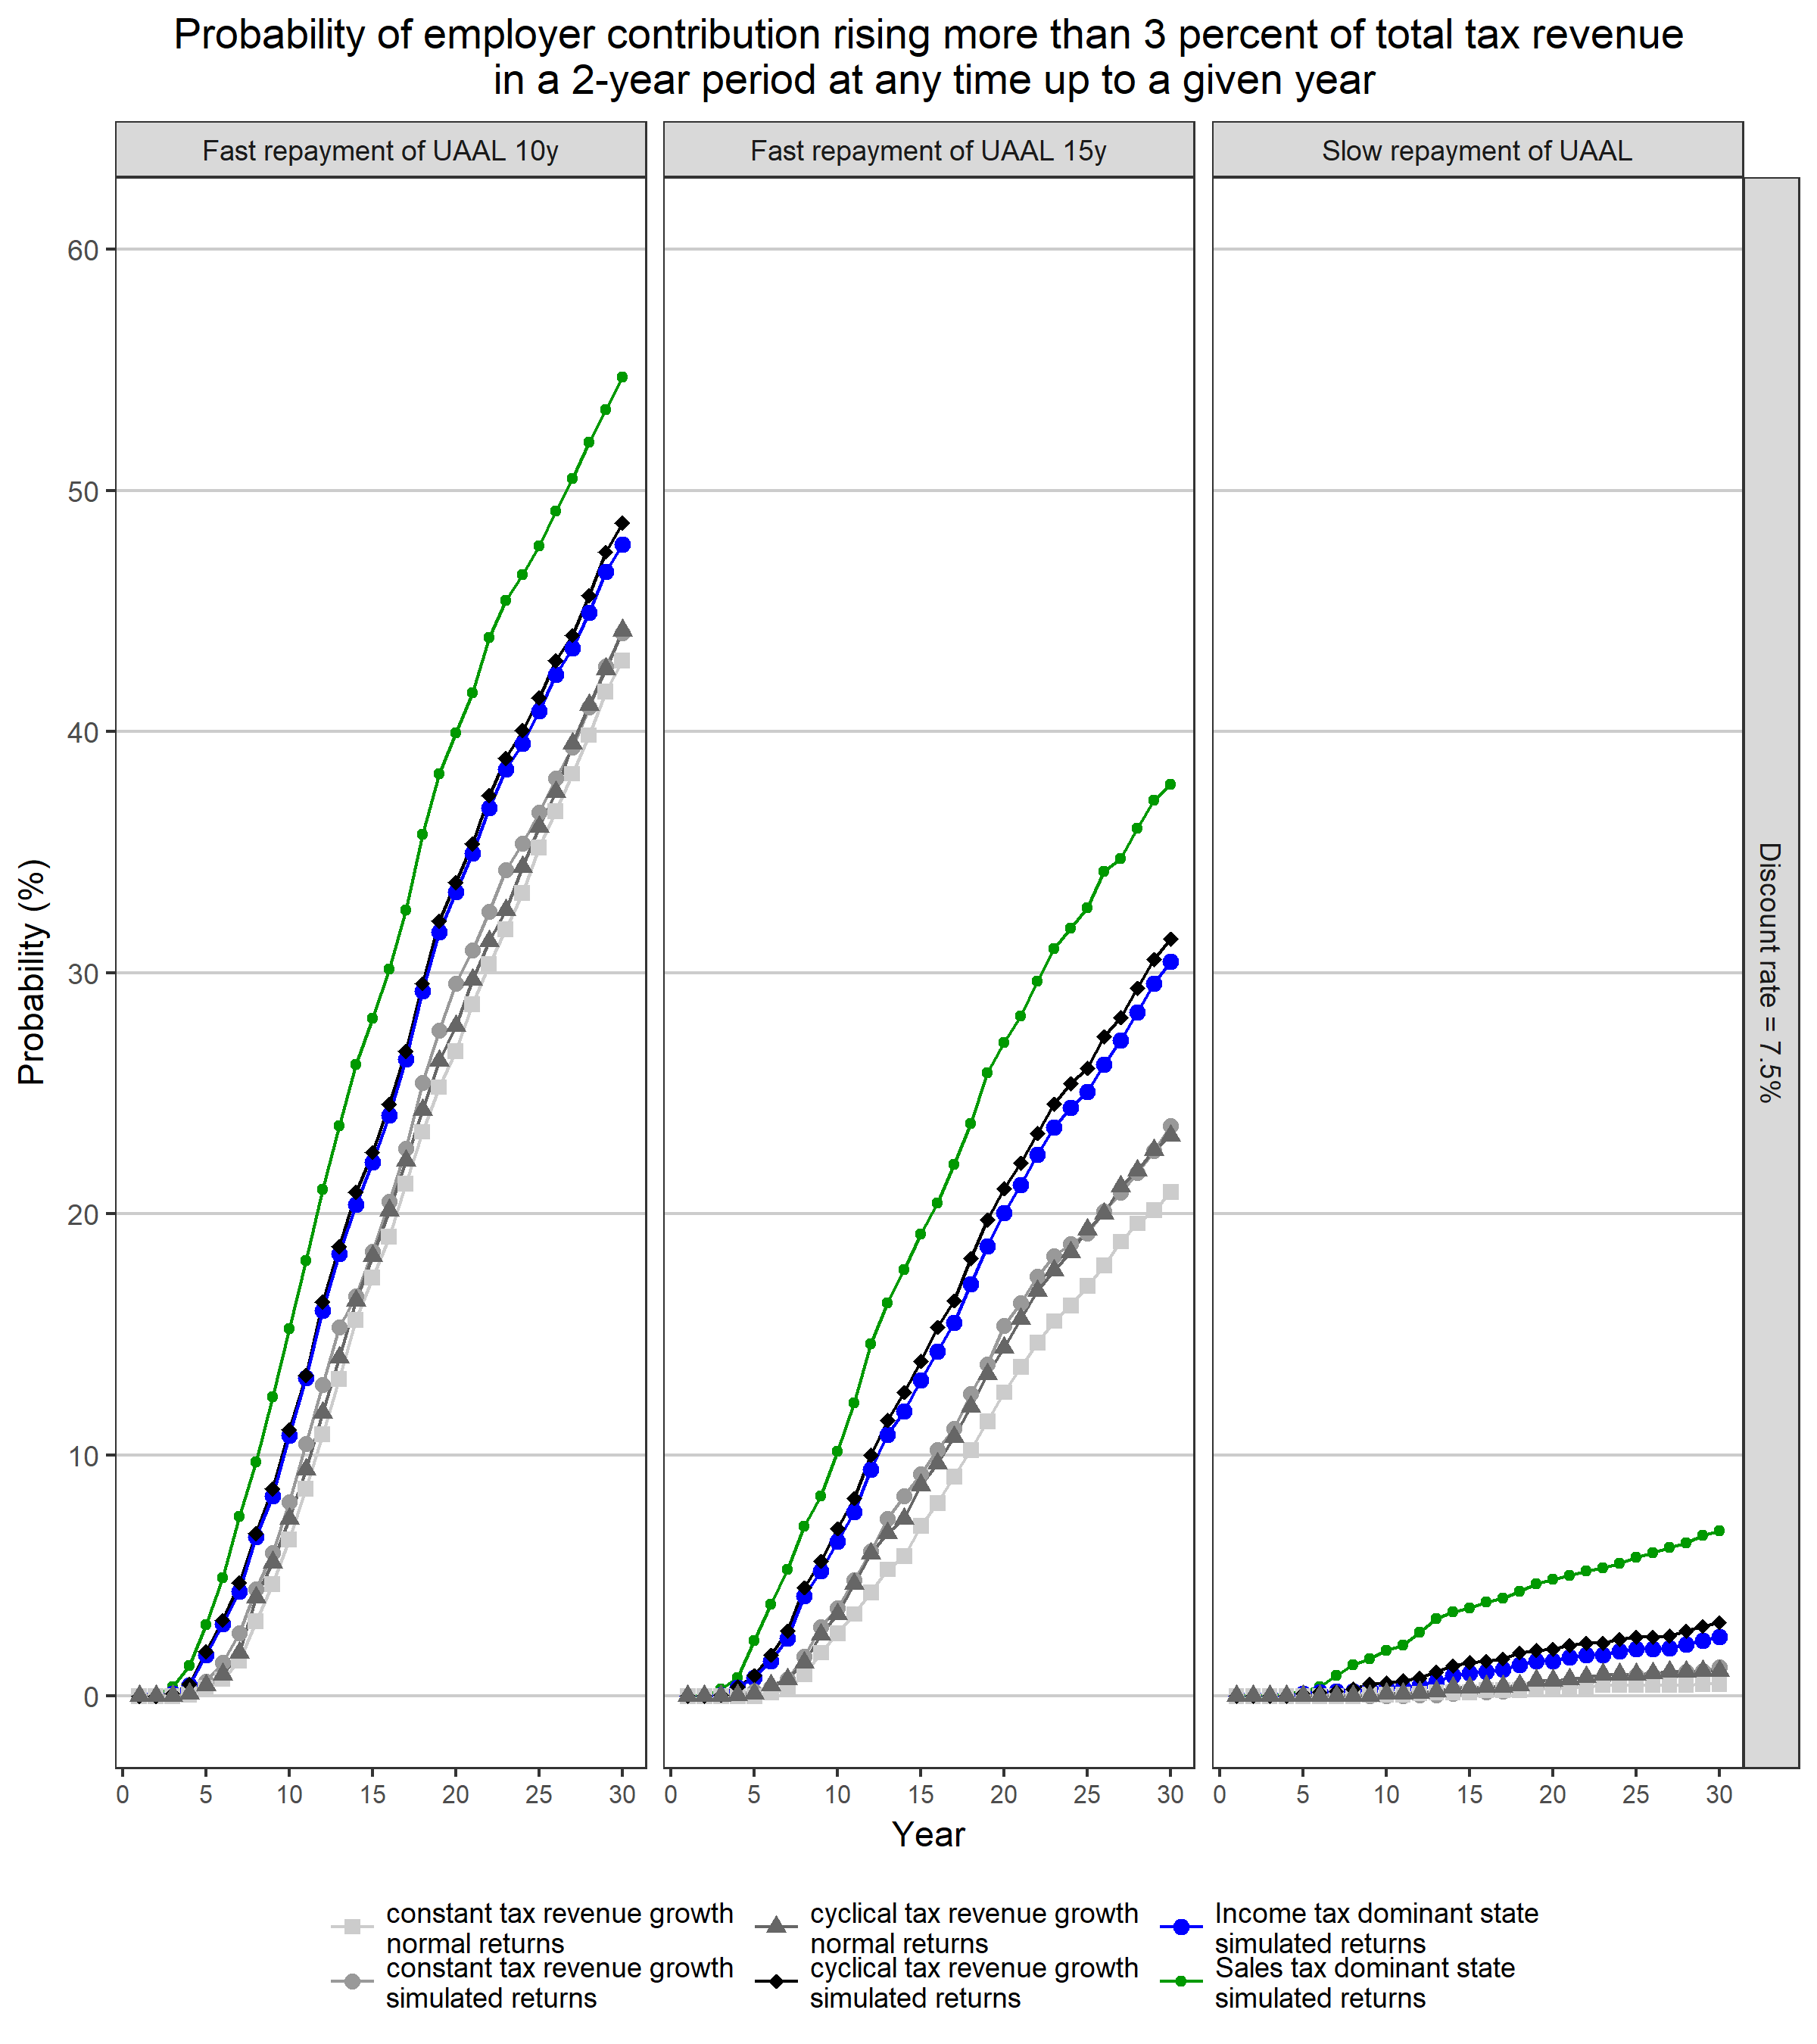 Probability of employer contribution rising more than 3 percent of total tax revenue
in a 2-year period at any time up to a given year
Fast repayment of UAAL 10y
Fast repayment of UAAL 15y
Slow repayment of UAAL
60
50
40
30
20
10
0
Probability (%)
Discount rate = 7.5%
0 5 10 15 20 25 30
0 5 10 15 20 25 30
0 5 10 15 20 25 30
Year
constant tax revenue growth
normal returns
constant tax revenue growth
simulated returns
cyclical tax revenue growth
normal returns
cyclical tax revenue growth
simulated returns
Income tax dominant state
simulated returns
Sales tax dominant state
simulated returns